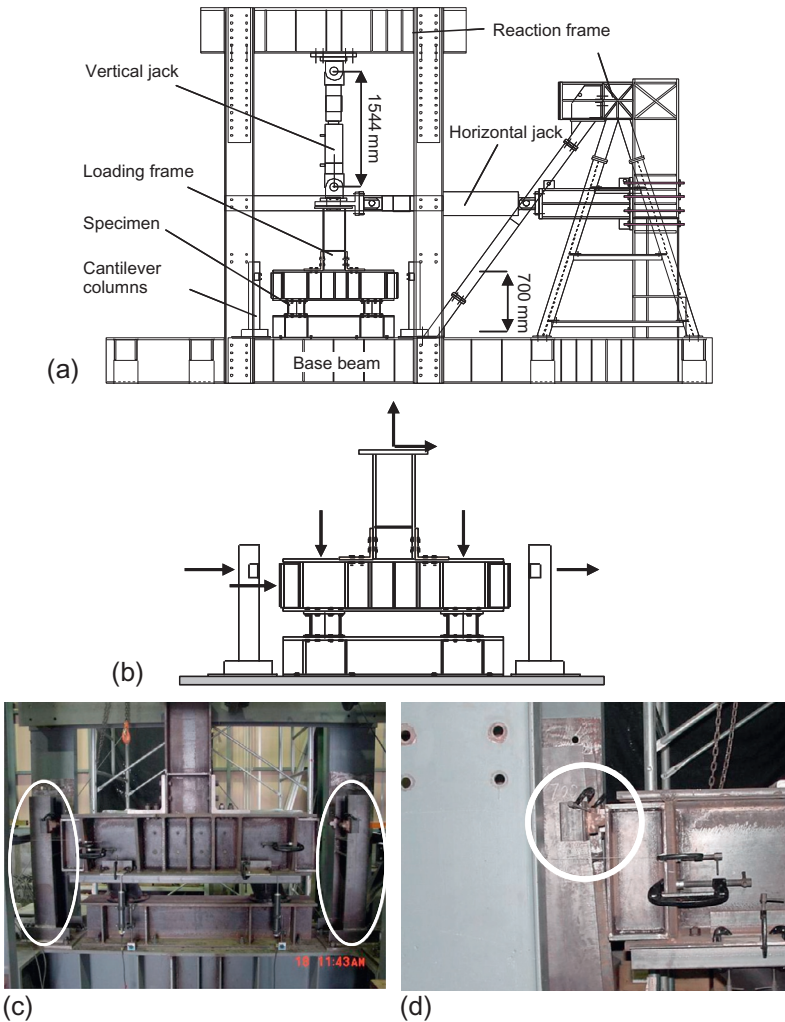 Reaction frame
Vertical jack
1544 mm
Horizontal jack
Loading frame
Specimen
Cantilever
columns
700 mm
Base beam
(a)
(b)
18 11:43AM
(c)
(d)